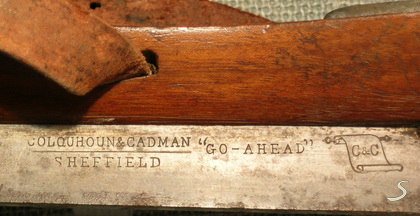 COLQUHOUN&CADMAN "GO-AHEAD" C&C
SHEFFIELD
S